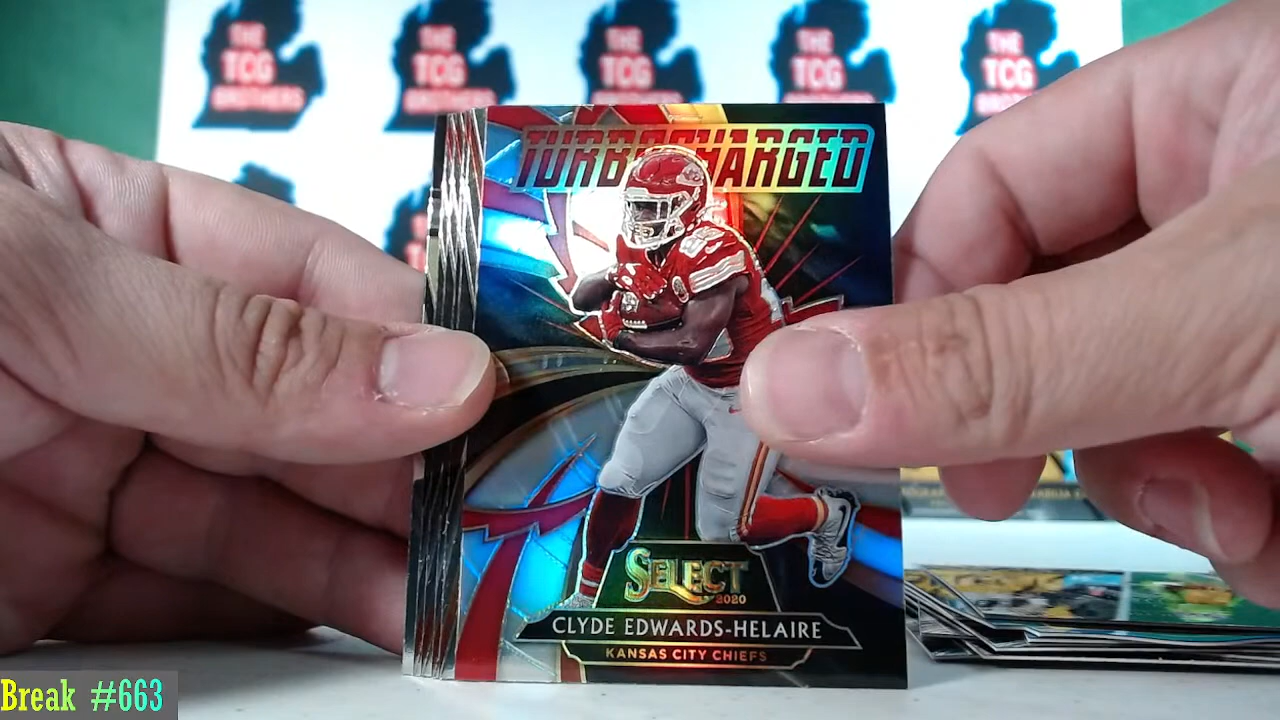 THE TCG BROTHERS
THE TCG BROTHERS
THE TCG BROTHERS
THE TCG BROTHERS
THE TCG BROTHERS
TURBOCHARGED
SELECT
2020
CLYDE EDWARDS-HELAIRE
KANSAS CITY CHIEFS
Break #663